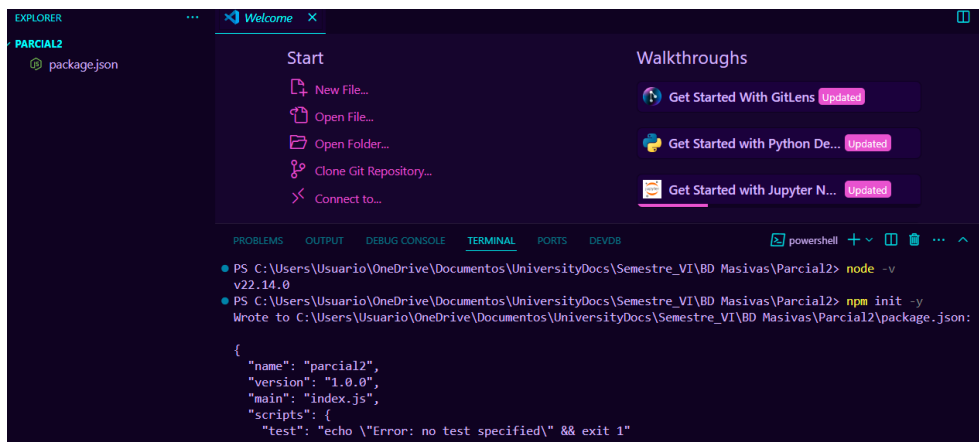 EXPLORER ···
PARCIAL2
package.json
Welcome
Start
New File...
Open File...
Open Folder...
Clone Git Repository...
Connect to...
Walkthroughs
Get Started With GitLens Updated
Get Started with Python De... Updated
Get Started with Jupyter N... Updated
PROBLEMS OUTPUT DEBUG CONSOLE TERMINAL PORTS DEVDB powershell ···
PS C:\Users\Usuario\OneDrive\Documentos\UniversityDocs\Semestre_VI\BD Masivas\Parcial2> node -v
v22.14.0
PS C:\Users\Usuario\OneDrive\Documentos\UniversityDocs\Semestre_VI\BD Masivas\Parcial2> npm init -y
Wrote to C:\Users\Usuario\OneDrive\Documentos\UniversityDocs\Semestre_VI\BD Masivas\Parcial2\package.json:
{
"name": "parcial2",
"version": "1.0.0",
"main": "index.js",
"scripts": {
"test": "echo \"Error: no test specified\" && exit 1"